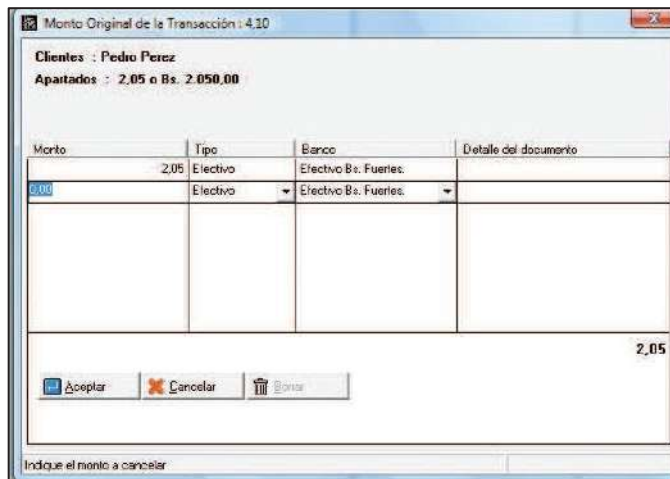 Monto Original de la Transacción : 4,10
Clientes : Pedro Perez
Apartados : 2,05 o Bs. 2.050,00
Monto Tipo Banco Detalle del documento
2,05 Efectivo Efectivo Bs. Fuertes.
0,00 Efectivo Efectivo Bs. Fuertes.
2,05
Aceptar Cancelar Borrar
Indique el monto a cancelar